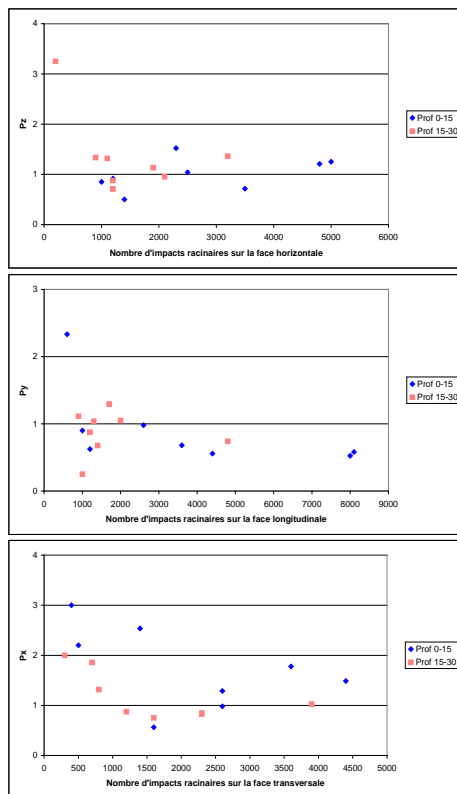 4
3
Pz
2
1
0
0 1000 2000 3000 4000 5000 6000
Nombre d'impacts racinaires sur la face horizontale
Prof 0-15
Prof 15-30
3
2
Py
1
0
0 1000 2000 3000 4000 5000 6000 7000 8000 9000
Nombre d'impacts racinaires sur la face longitudinale
Prof 0-15
Prof 15-30
4
3
Px
2
1
0
0 500 1000 1500 2000 2500 3000 3500 4000 4500 5000
Nombre d'impacts racinaires sur la face transversale
Prof 0-15
Prof 15-30